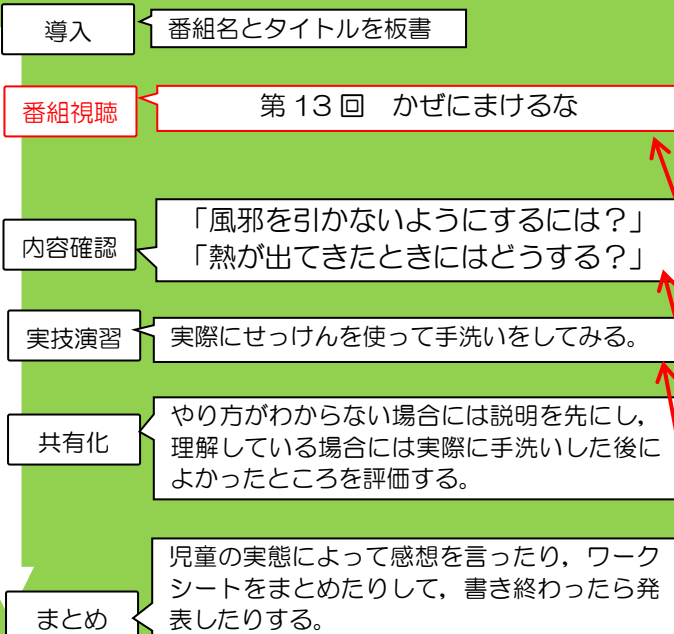 導入
番組名とタイトルを板書
番組視聴
第13回　かぜにまけるな
内容確認
「風邪を引かないようにするには？」
「熱が出てきたときにはどうする？」
実技演習
実際にせっけんを使って手洗いをしてみる。
共有化
やり方がわからない場合には説明を先にし，
理解している場合には実際に手洗いした後に
よかったところを評価する。
まとめ
児童の実態によって感想を言ったり，ワーク
シートをまとめたりして，書き終わったら発
表したりする。